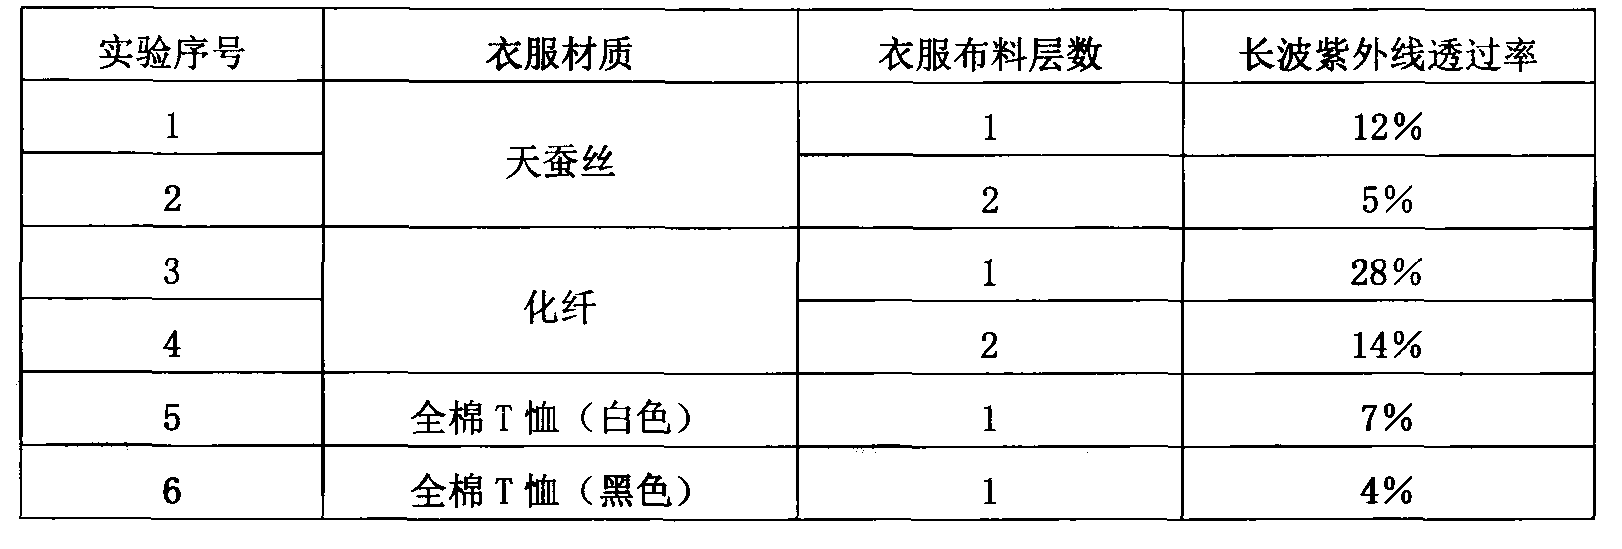 实验序号 衣服材质 衣服布料层数 长波紫外线透过率
1 天蚕丝 1 12%
2 2 5%
3 化纤 1 28%
4 2 14%
5 全棉T恤（白色） 1 7%
6 全棉T恤（黑色） 1 4%